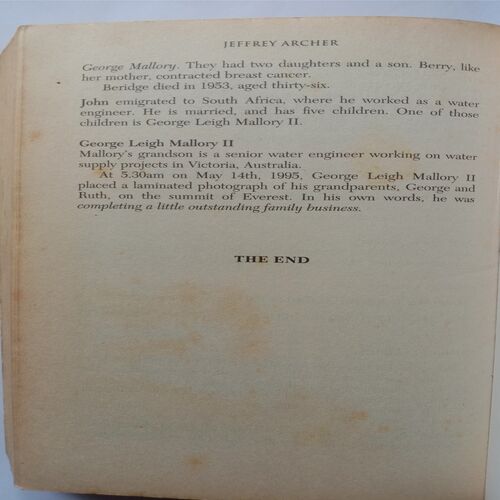 JEFFREY ARCHER
George Mallory. They had two daughters and a son. Berry, like
her mother, contracted breast cancer.
Beridge died in 1953, aged thirty-six.
John emigrated to South Africa, where he worked as a water
engineer. He is married, and has five children. One of those
children is George Leigh Mallory II.
George Leigh Mallory II
Mallory's grandson is a senior water engineer working on water
supply projects in Victoria, Australia.
At 5.30am on May 14th, 1995, George Leigh Mallory II
placed a laminated photograph of his grandparents, George and
Ruth, on the summit of Everest. In his own words, he was
completing a little outstanding family business.
THE END